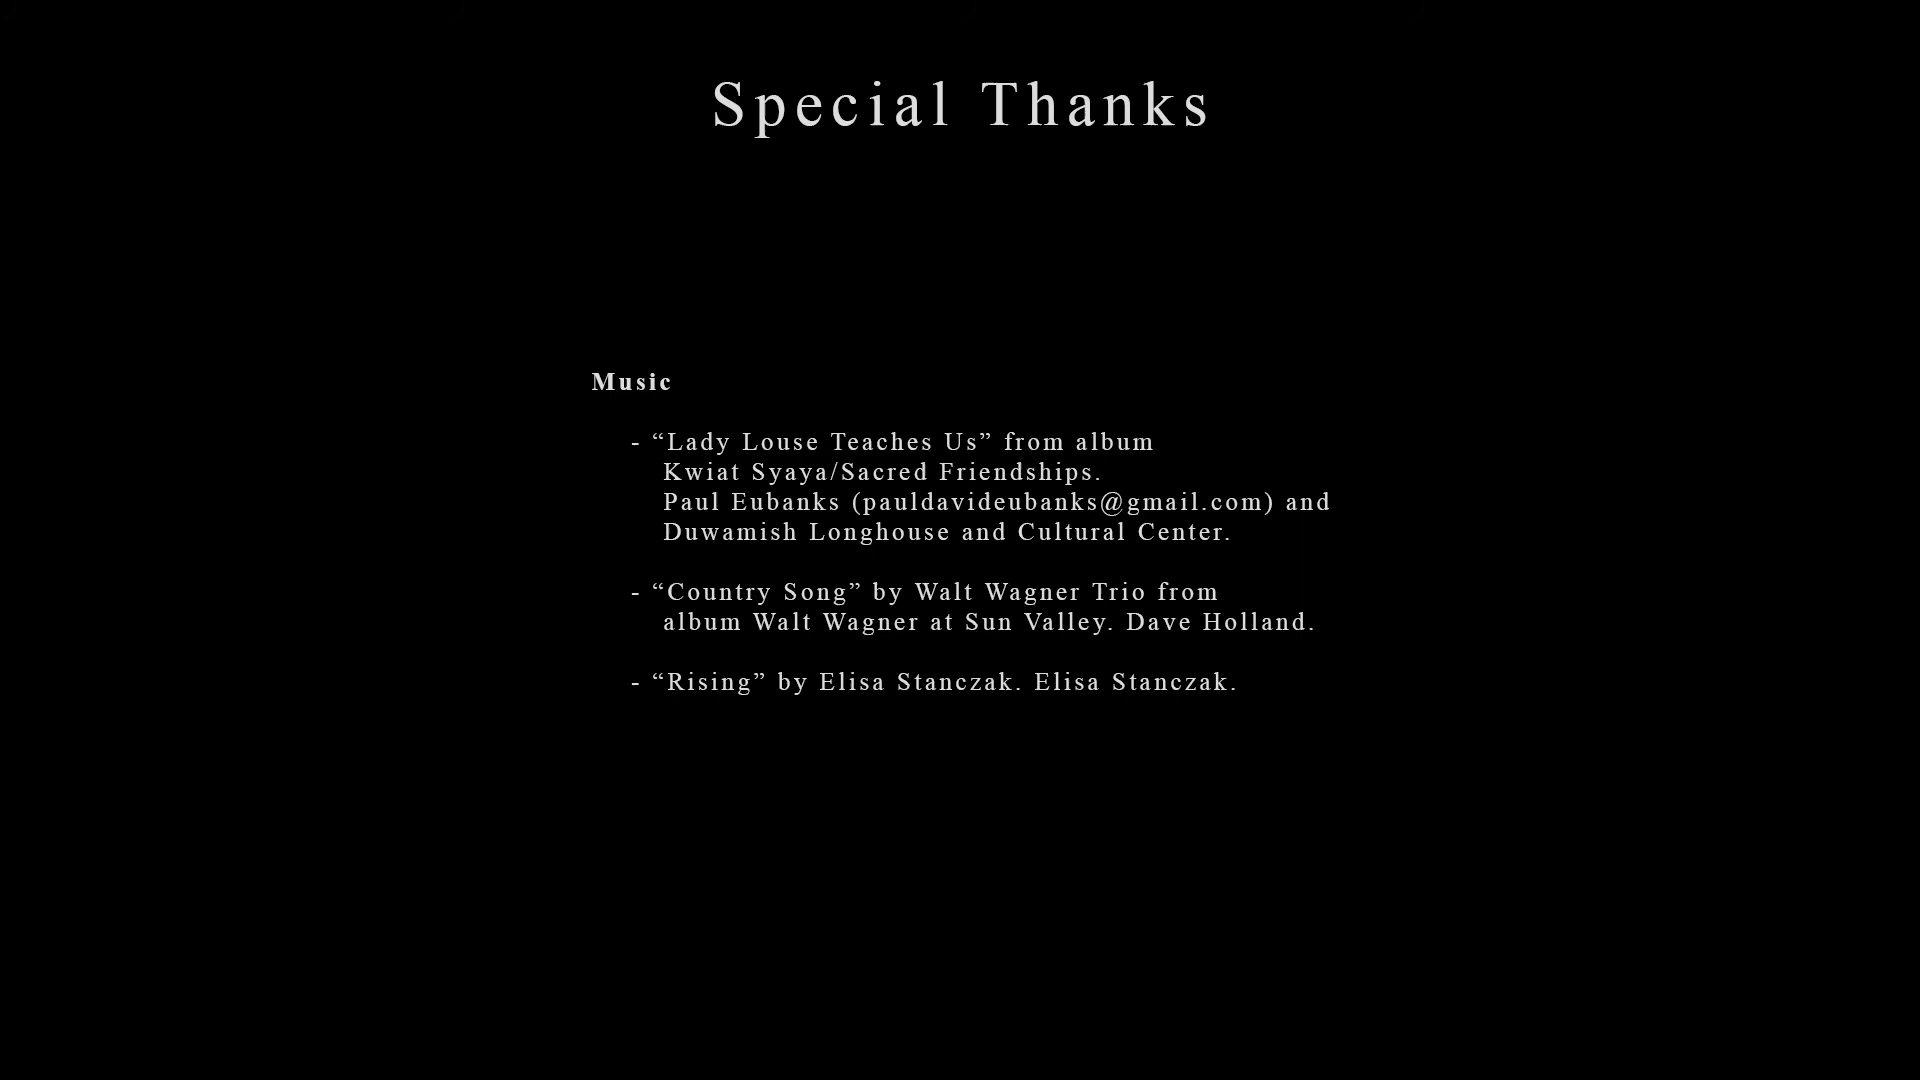 Special Thanks
Music
- “Lady Louse Teaches Us” from album
Kwiat Syaya/Sacred Friendships.
Paul Eubanks (pauldavideubanks@gmail.com) and
Duwamish Longhouse and Cultural Center.
- “Country Song” by Walt Wagner Trio from
album Walt Wagner at Sun Valley. Dave Holland.
- “Rising” by Elisa Stanczak. Elisa Stanczak.